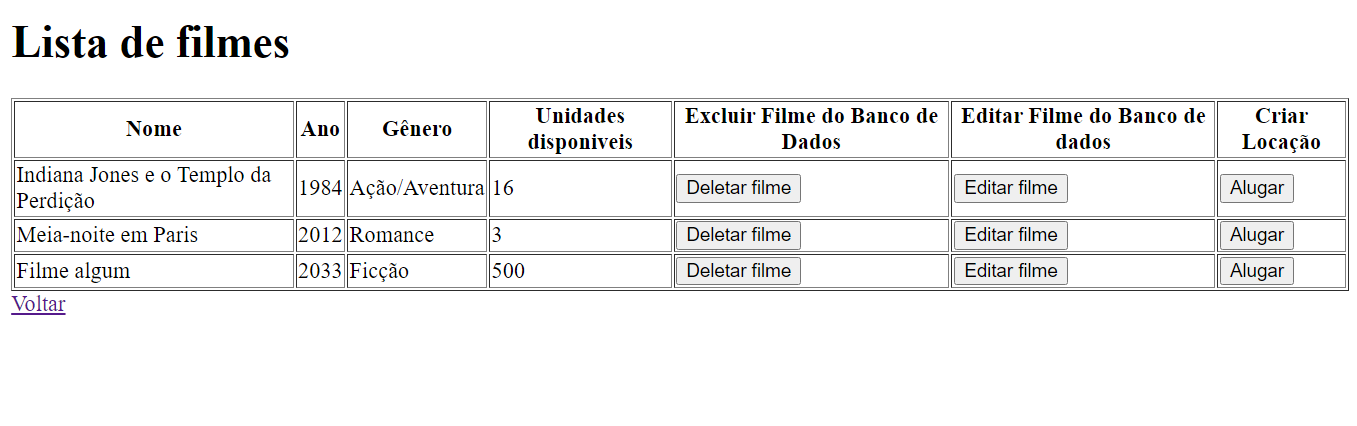 Lista de filmes
Nome Ano Gênero Unidades disponiveis Excluir Filme do Banco de Dados Editar Filme do Banco de dados Criar Locação
Indiana Jones e o Templo da Perdição 1984 Ação/Aventura 16 Deletar filme Editar filme Alugar
Meia-noite em Paris 2012 Romance 3 Deletar filme Editar filme Alugar
Filme algum 2033 Ficção 500 Deletar filme Editar filme Alugar
Voltar